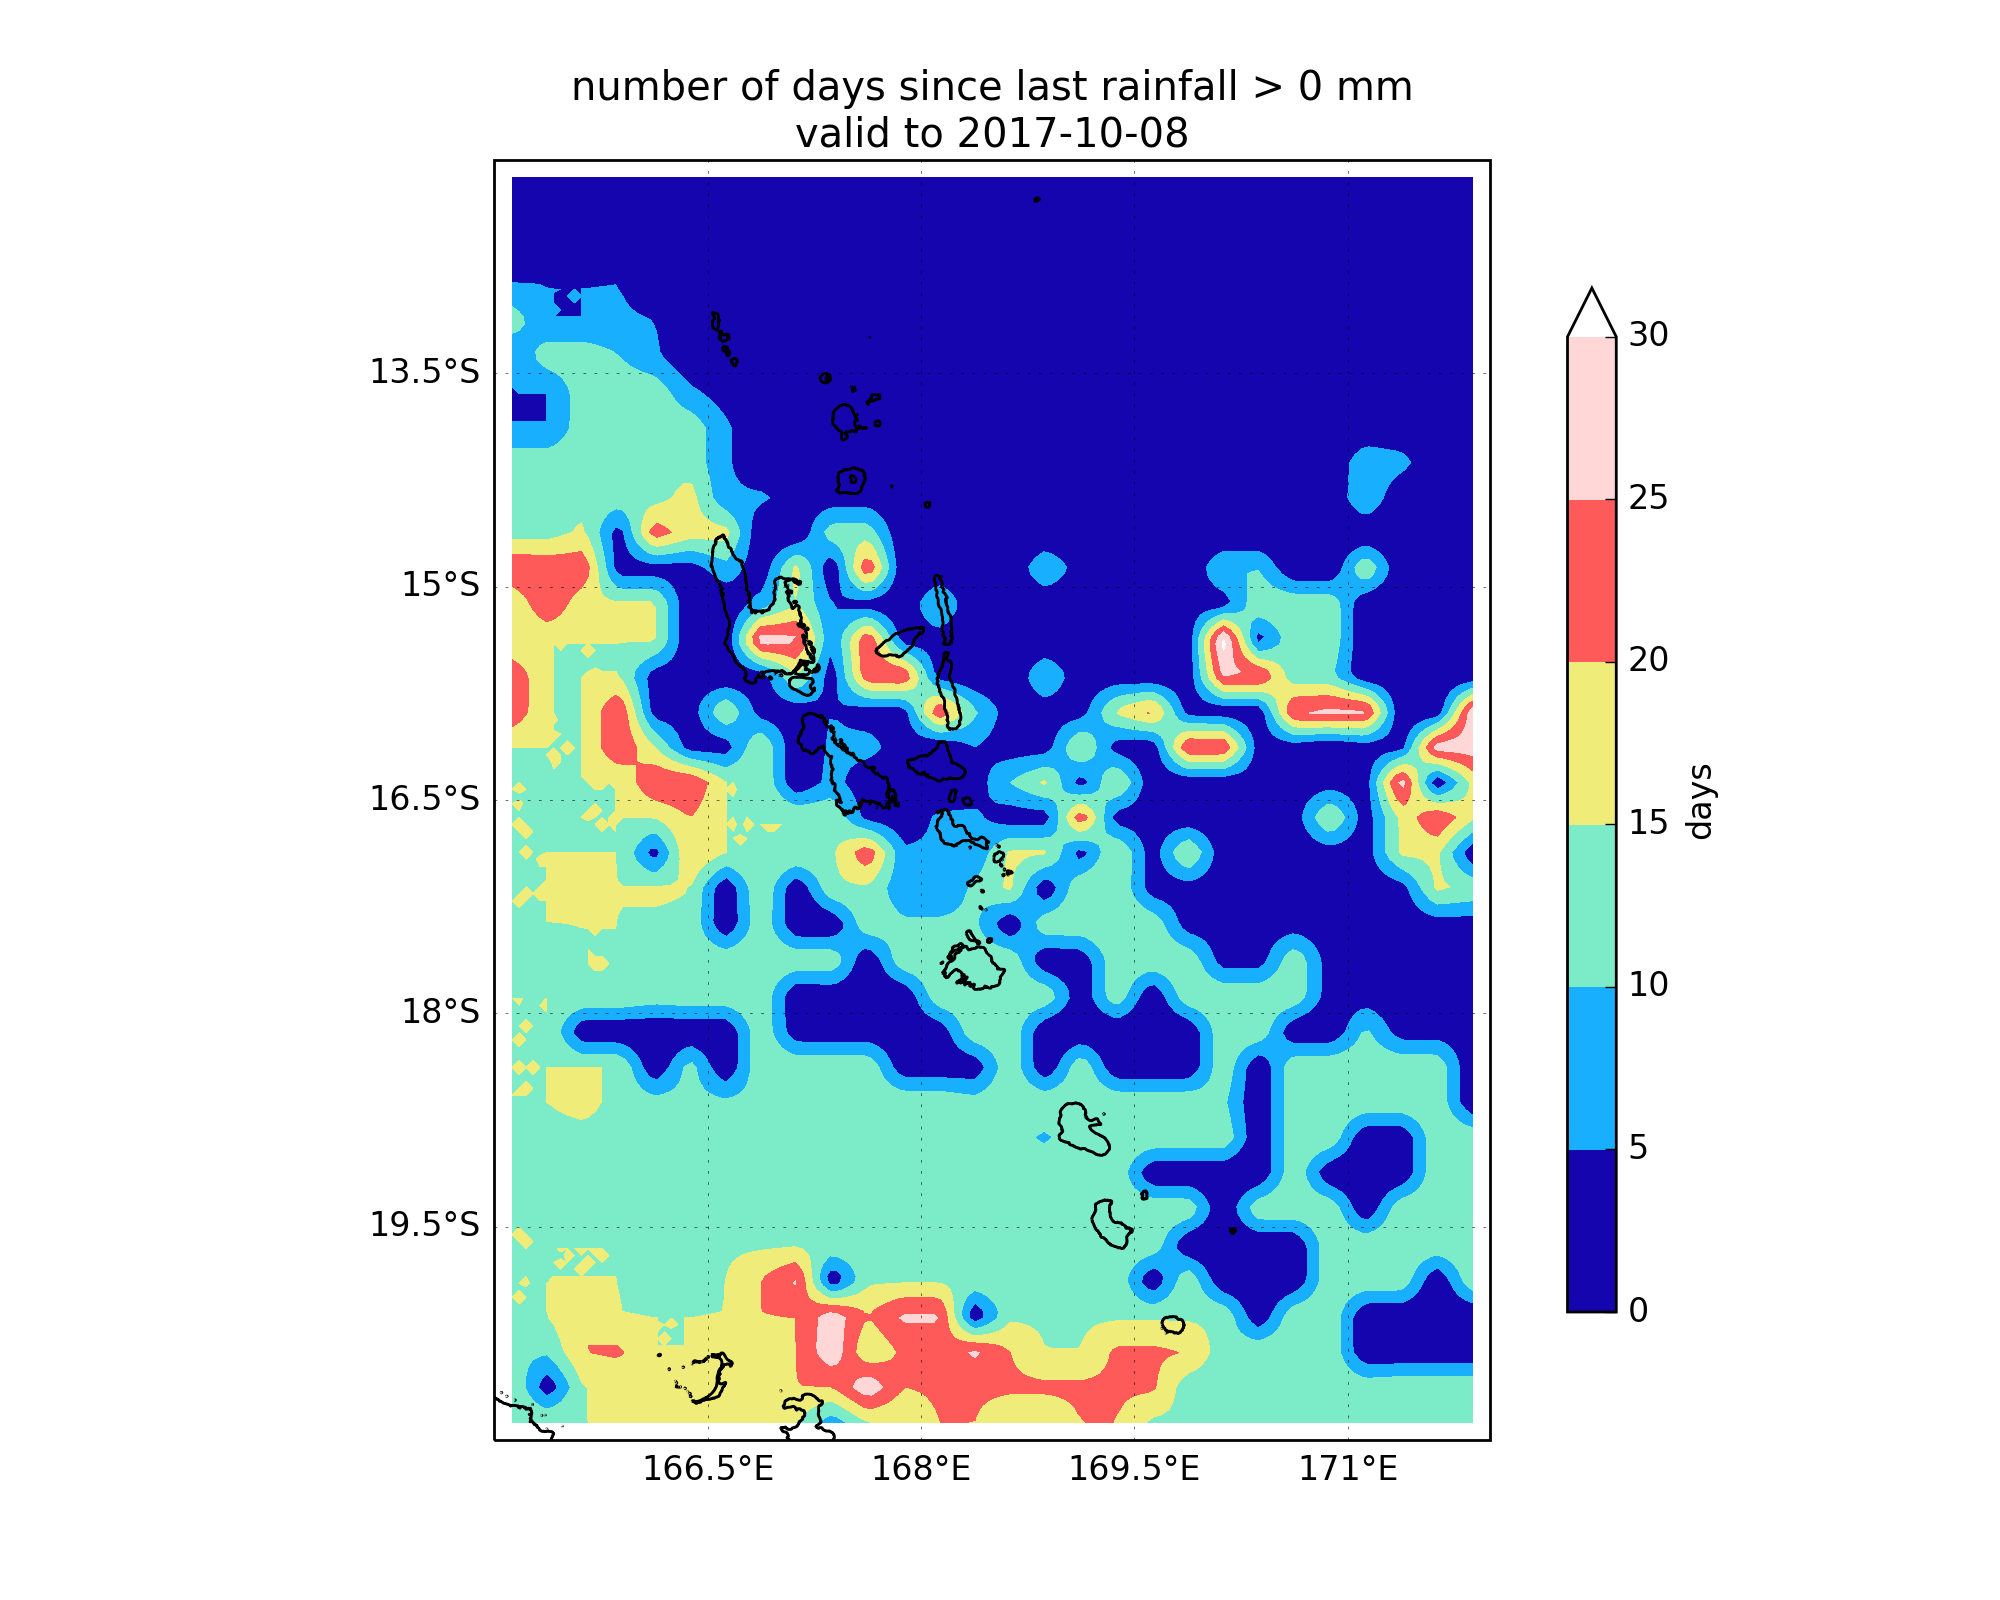 number of days since last rainfall > 0 mm
valid to 2017-10-08
13.5°S
15°S
16.5°S
18°S
19.5°S
166.5°E
168°E
169.5°E
171°E
30
25
20
15
10
5
0
days